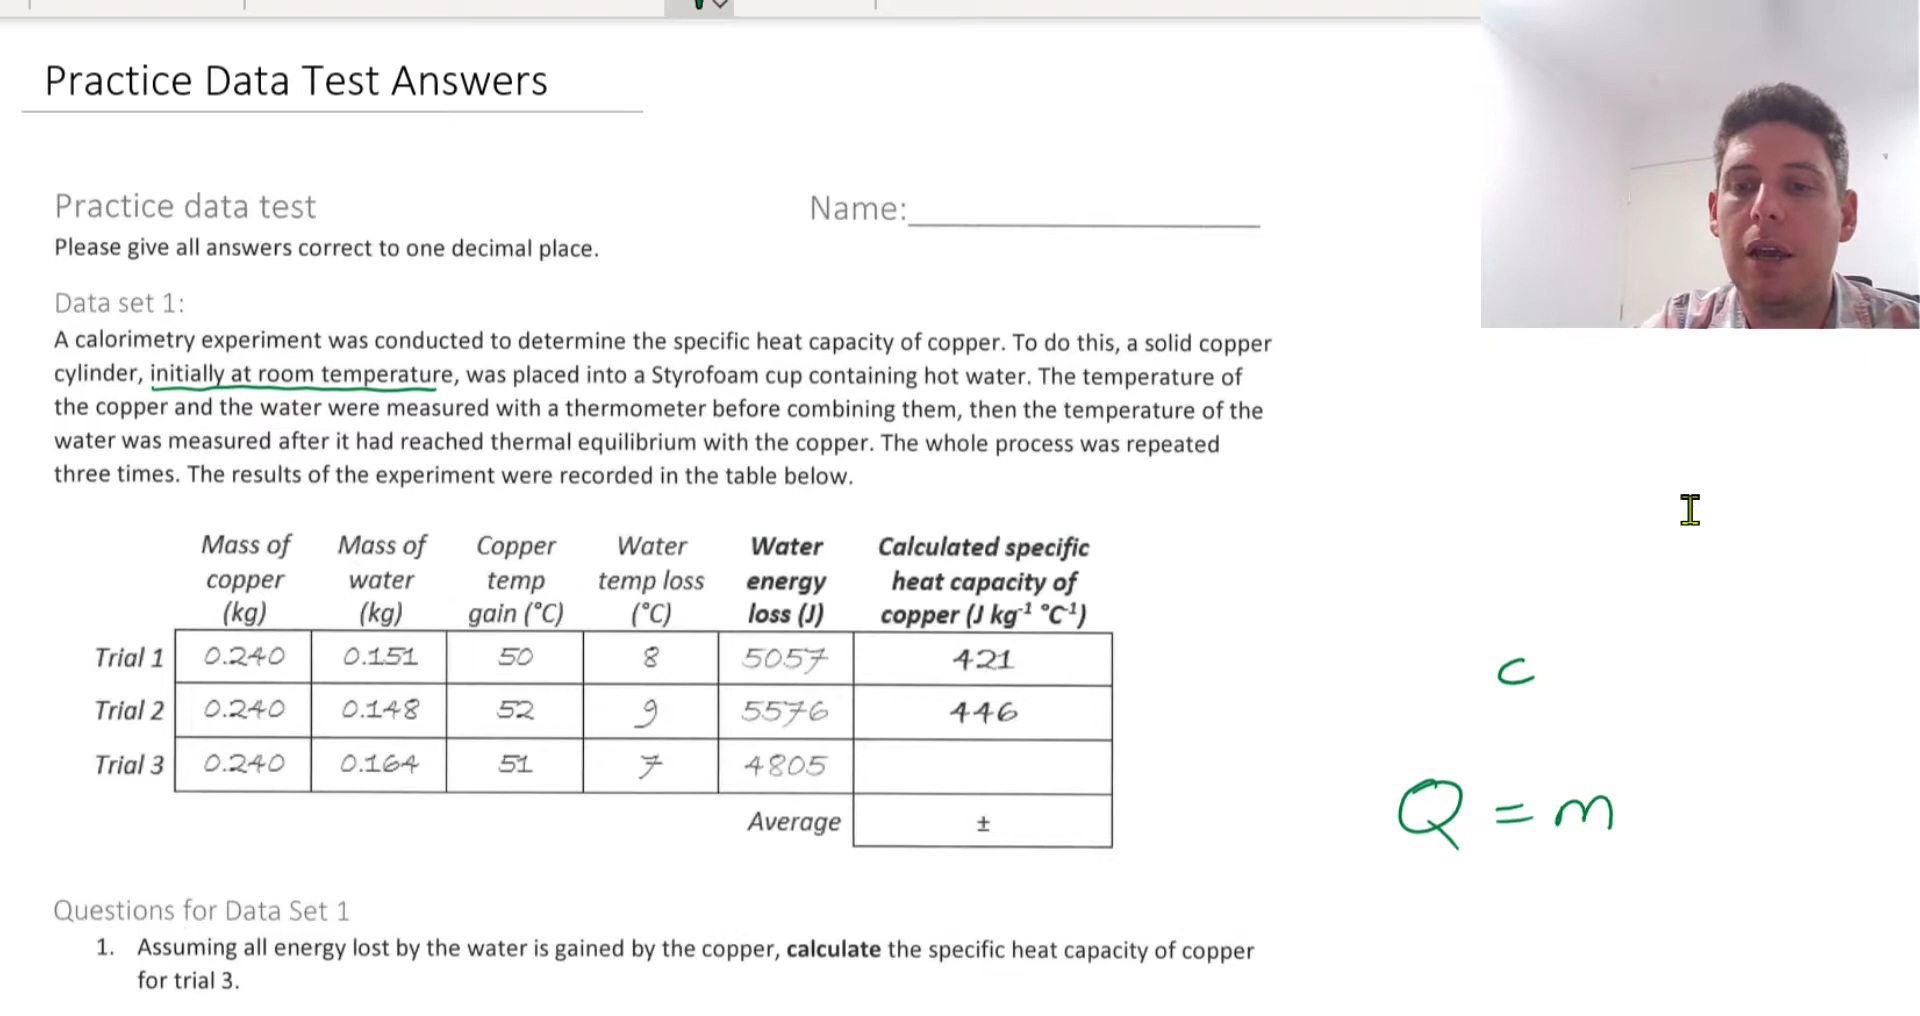 Practice Data Test Answers
Practice data test
Name:
Please give all answers correct to one decimal place.
Data set 1:
A calorimetry experiment was conducted to determine the specific heat capacity of copper. To do this, a solid copper
cylinder, initially at room temperature, was placed into a Styrofoam cup containing hot water. The temperature of
the copper and the water were measured with a thermometer before combining them, then the temperature of the
water was measured after it had reached thermal equilibrium with the copper. The whole process was repeated
three times. The results of the experiment were recorded in the table below.
Mass of copper (kg) Mass of water (kg) Copper temp gain (°C) Water temp loss (°C) Water energy loss (J) Calculated specific heat capacity of copper (J kg⁻¹ °C⁻¹)
Trial 1 0.240 0.151 50 8 5057 421
Trial 2 0.240 0.148 52 9 5576 446
Trial 3 0.240 0.164 51 7 4805
Average ±
c
Q = m
Questions for Data Set 1
1. Assuming all energy lost by the water is gained by the copper, calculate the specific heat capacity of copper
for trial 3.